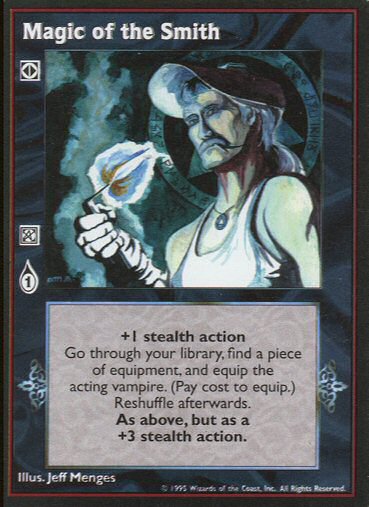 Magic of the Smith
1
+1 stealth action
Go through your library, find a piece
of equipment, and equip the
acting vampire. (Pay cost to equip.)
Reshuffle afterwards.
As above, but as a
+3 stealth action.
Illus. Jeff Menges
© 1995 Wizards of the Coast, Inc. All Rights Reserved.